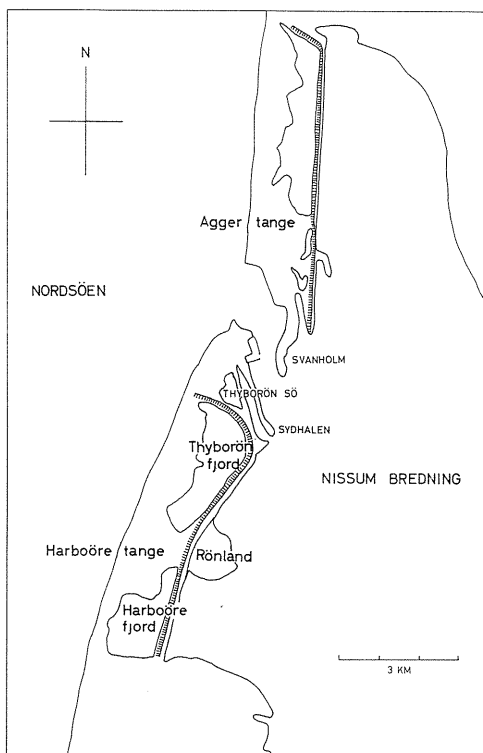 N
Agger tange
NORDSÖEN
SVANHOLM
THYBORÖN SÖ
SYDHALEN
Thyborön
fjord
NISSUM BREDNING
Harboöre tange
Rönland
Harboöre
fjord
3 KM